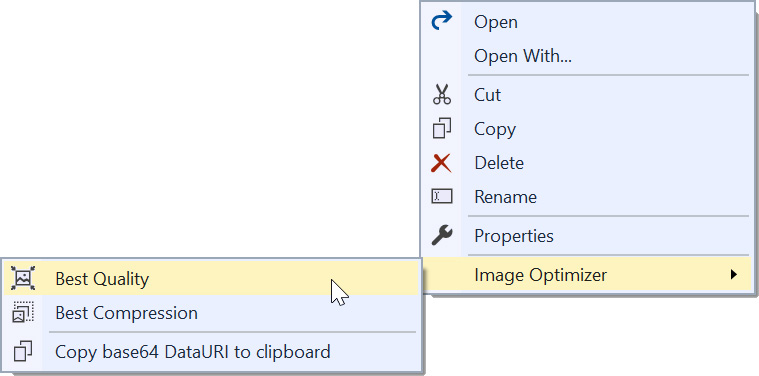 Open
Open With...
Cut
Copy
Delete
Rename
Properties
Image Optimizer
Best Quality
Best Compression
Copy base64 DataURI to clipboard